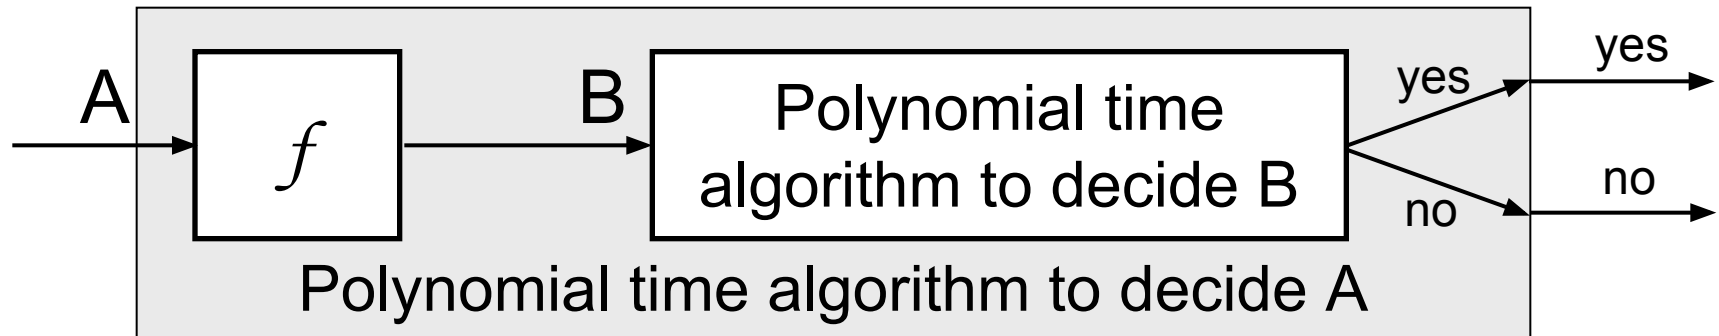 A
f
B
Polynomial time
algorithm to decide B
yes
no
yes
no
Polynomial time algorithm to decide A